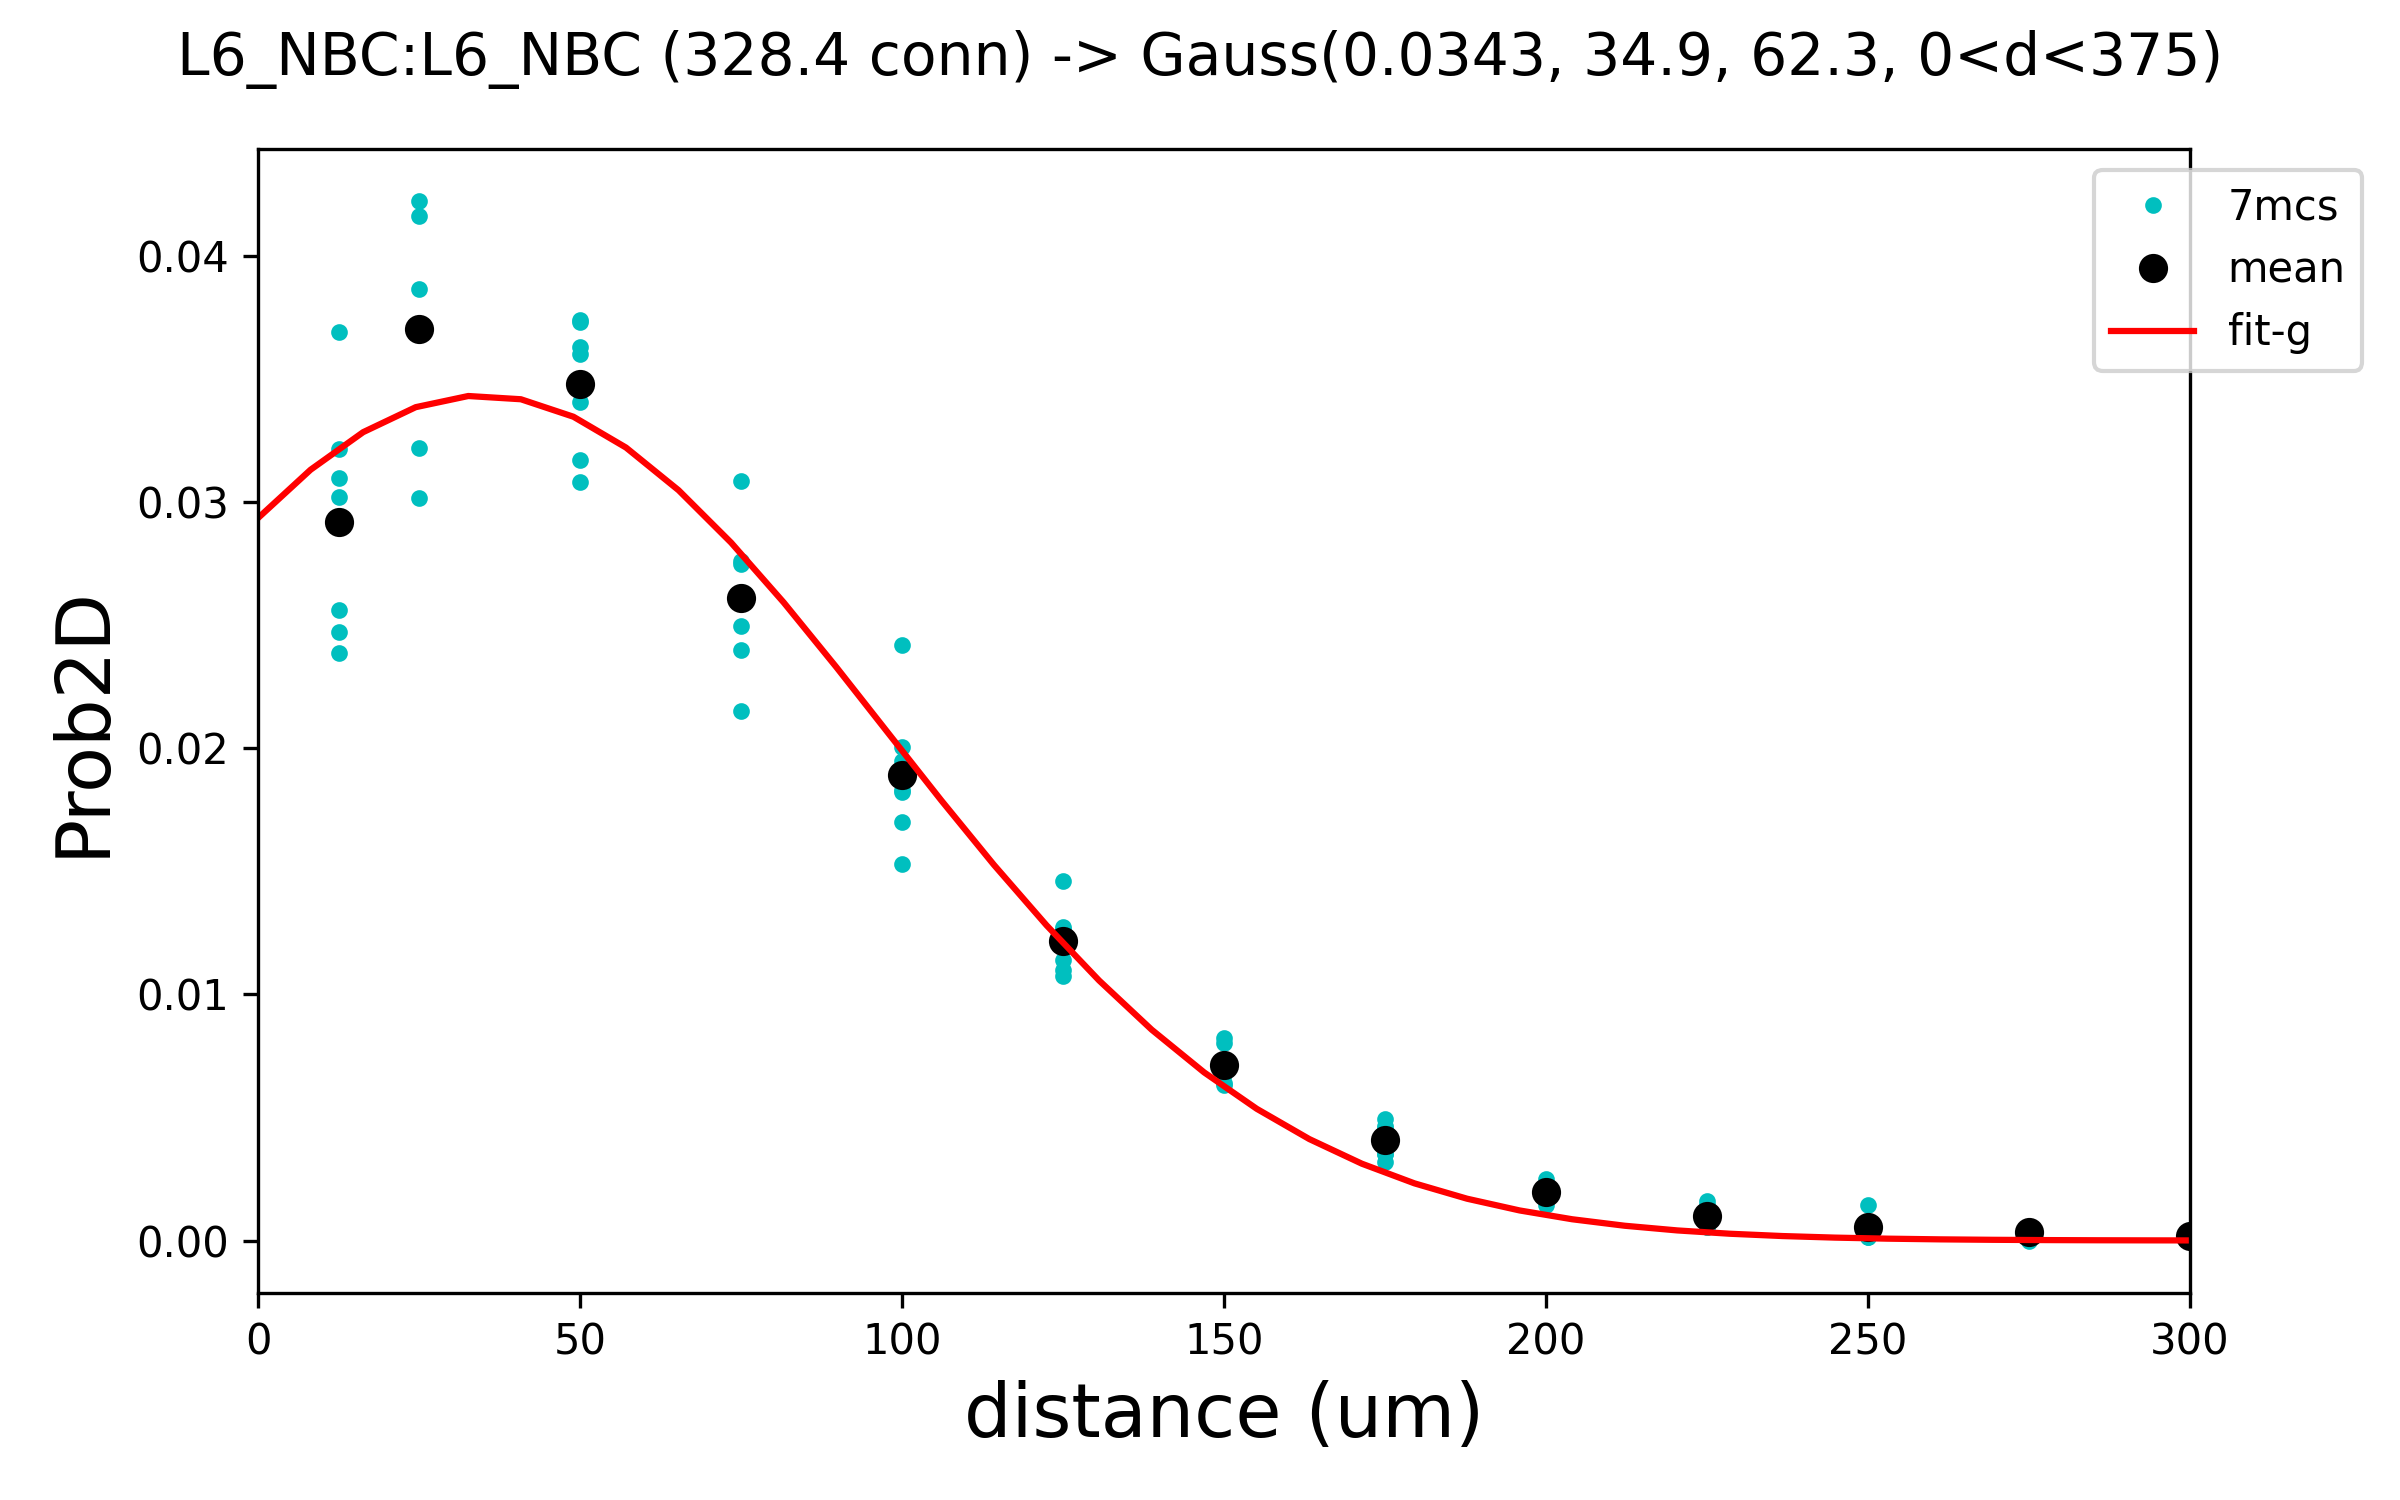 L6_NBC:L6_NBC (328.4 conn) -> Gauss(0.0343, 34.9, 62.3, 0<d<375)
7mcs
mean
fit-g
0.04
0.03
0.02
0.01
0.00
Prob2D
0 50 100 150 200 250 300
distance (um)